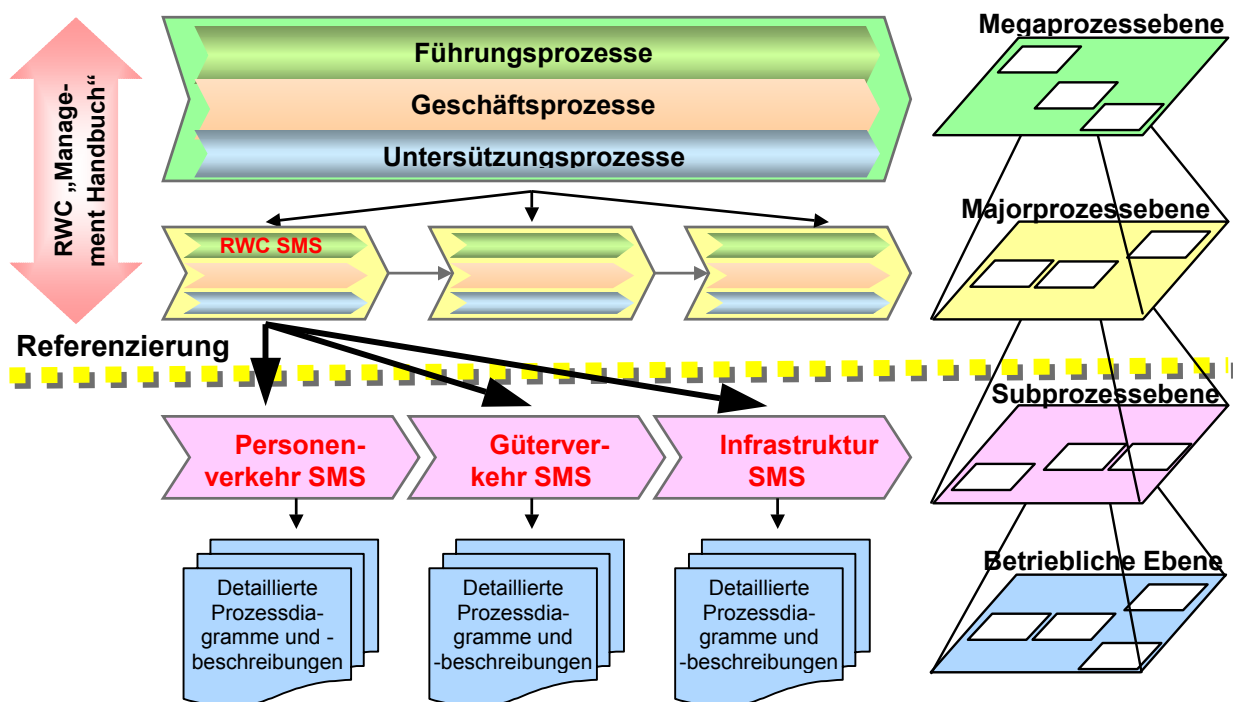 Megaprozessebene
Führungsprozesse
Geschäftsprozesse
Untersützungsprozesse
RWC „Manage-
ment Handbuch“
Majorprozessebene
RWC SMS
Referenzierung
Subprozessebene
Personen-
verkehr SMS
Güterver-
kehr SMS
Infrastruktur
SMS
Betriebliche Ebene
Detaillierte
Prozessdia-
gramme und -
beschreibungen
Detaillierte
Prozessdia-
gramme und
-beschreibungen
Detaillierte
Prozessdia-
gramme und
-beschreibungen